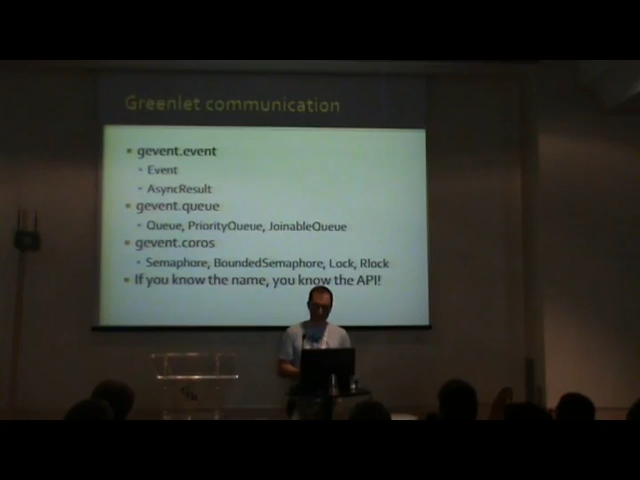 Greenlet communication
gevent.event
Event
AsyncResult
gevent.queue
Queue, PriorityQueue, JoinableQueue
gevent.coros
Semaphore, BoundedSemaphore, Lock, Rlock
If you know the name, you know the API!